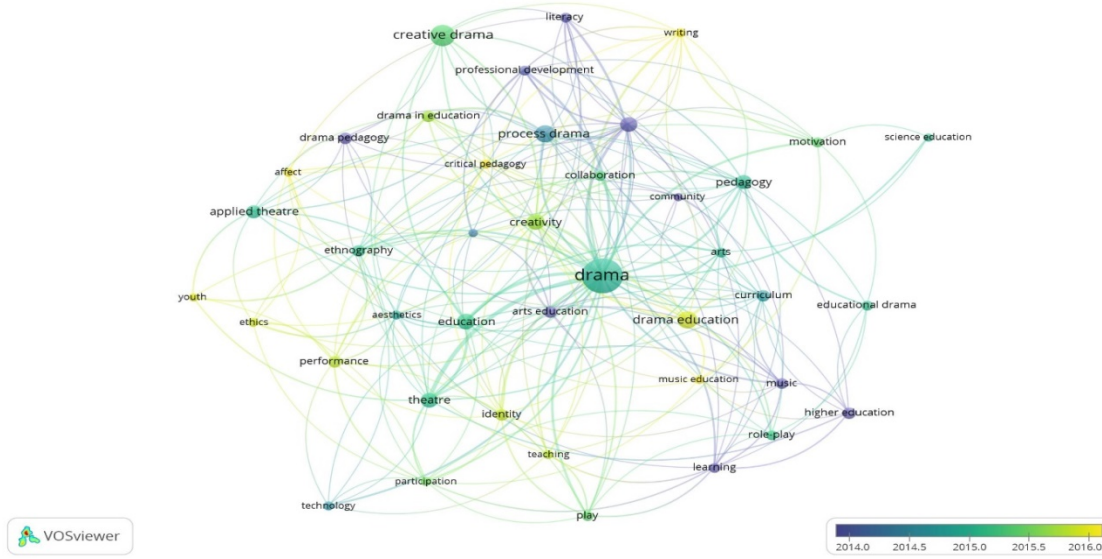 literacy
writing
creative drama
professional development
drama in education
process drama
drama pedagogy
motivation
science education
critical pedagogy
affect
collaboration
pedagogy
community
applied theatre
creativity
ethnography
arts
drama
youth
curriculum
educational drama
aesthetics
arts education
ethics
education
drama education
performance
music education
music
theatre
identity
higher education
role-play
teaching
learning
participation
technology
play
VOSviewer
2014.0 2014.5 2015.0 2015.5 2016.0